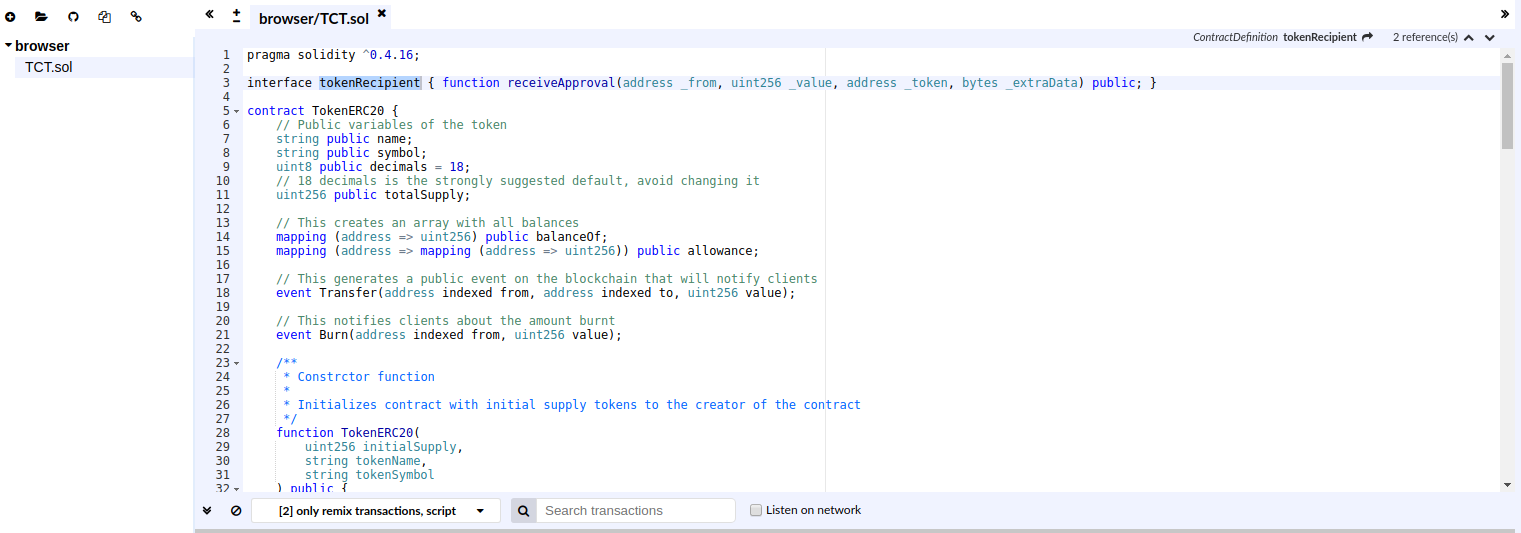 browser/TCT.sol
browser
TCT.sol
ContractDefinition tokenRecipient 2 reference(s)
1 pragma solidity ^0.4.16;
2
3 interface tokenRecipient { function receiveApproval(address _from, uint256 _value, address _token, bytes _extraData) public; }
4
5 contract TokenERC20 {
6 // Public variables of the token
7 string public name;
8 string public symbol;
9 uint8 public decimals = 18;
10 // 18 decimals is the strongly suggested default, avoid changing it
11 uint256 public totalSupply;
12
13 // This creates an array with all balances
14 mapping (address => uint256) public balanceOf;
15 mapping (address => mapping (address => uint256)) public allowance;
16
17 // This generates a public event on the blockchain that will notify clients
18 event Transfer(address indexed from, address indexed to, uint256 value);
19
20 // This notifies clients about the amount burnt
21 event Burn(address indexed from, uint256 value);
22
23 /**
24 * Constrctor function
25 *
26 * Initializes contract with initial supply tokens to the creator of the contract
27 */
28 function TokenERC20(
29 uint256 initialSupply,
30 string tokenName,
31 string tokenSymbol
32 ) public {
[2] only remix transactions, script
Search transactions
Listen on network